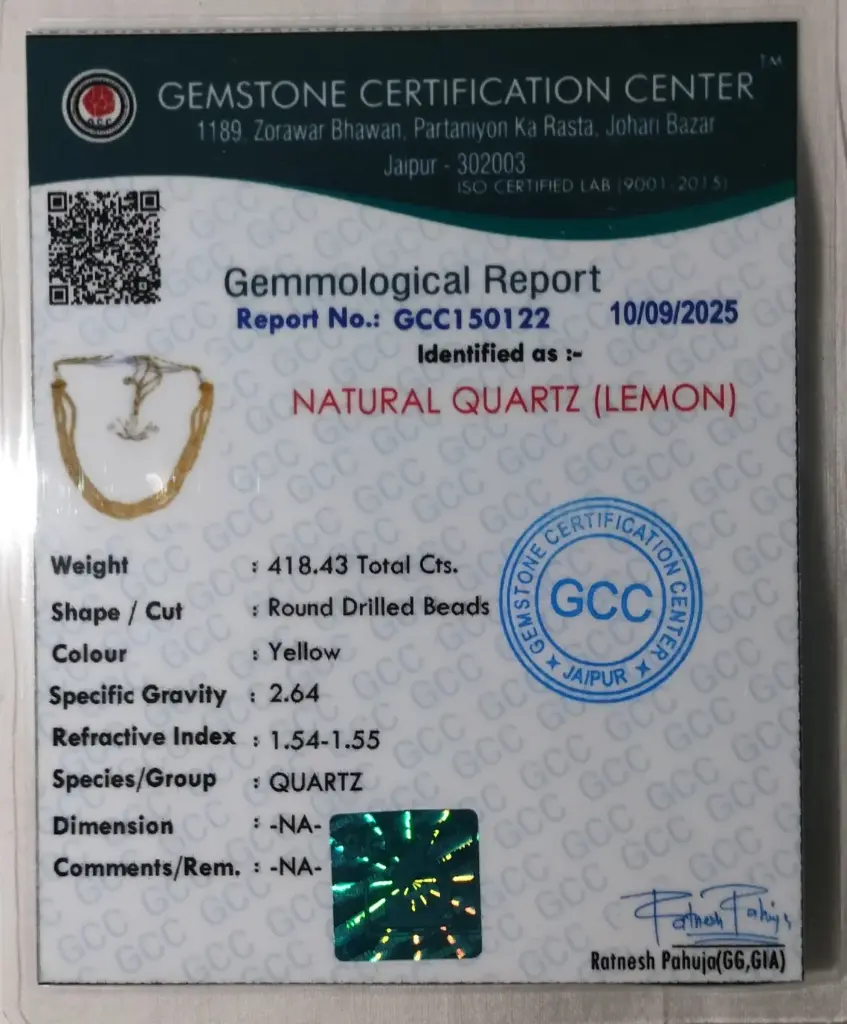 GEMSTONE CERTIFICATION CENTER ™
1189, Zorawar Bhawan, Partaniyon Ka Rasta, Johari Bazar
Jaipur - 302003
ISO CERTIFIED LAB (9001-2015)
GCC
Gemmological Report
Report No.: GCC150122 10/09/2025
Identified as :-
NATURAL QUARTZ (LEMON)
Weight : 418.43 Total Cts.
Shape / Cut : Round Drilled Beads
Colour : Yellow
Specific Gravity : 2.64
Refractive Index : 1.54-1.55
Species/Group : QUARTZ
Dimension : -NA-
Comments/Rem. : -NA-
GEMSTONE CERTIFICATION CENTER
GCC
JAIPUR
Ratnesh Pahuja
Ratnesh Pahuja(GG,GIA)